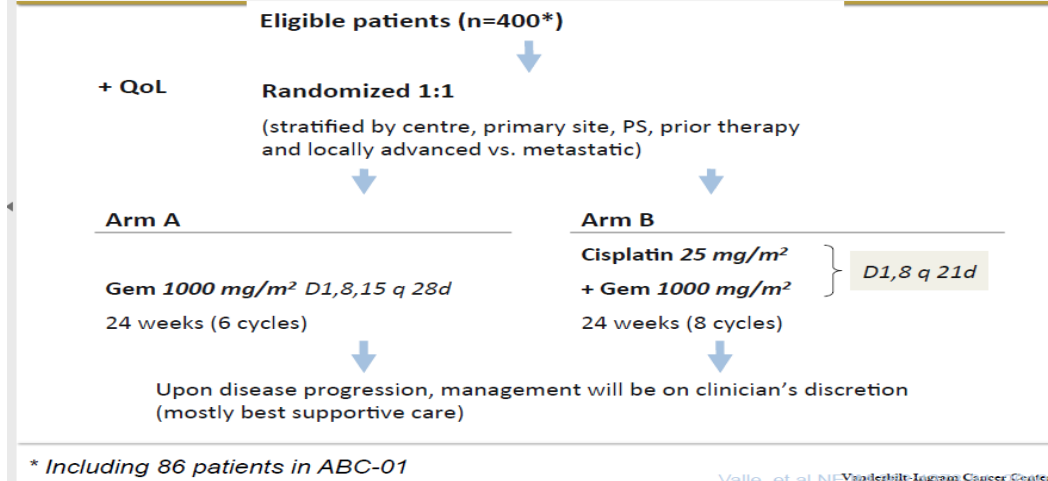 Eligible patients (n=400*)
+ QoL
Randomized 1:1
(stratified by centre, primary site, PS, prior therapy
and locally advanced vs. metastatic)
Arm A
Gem 1000 mg/m² D1,8,15 q 28d
24 weeks (6 cycles)
Arm B
Cisplatin 25 mg/m²
+ Gem 1000 mg/m²
D1,8 q 21d
24 weeks (8 cycles)
Upon disease progression, management will be on clinician's discretion
(mostly best supportive care)
* Including 86 patients in ABC-01
Valle, et al
Vanderbilt-Ingram Cancer Center